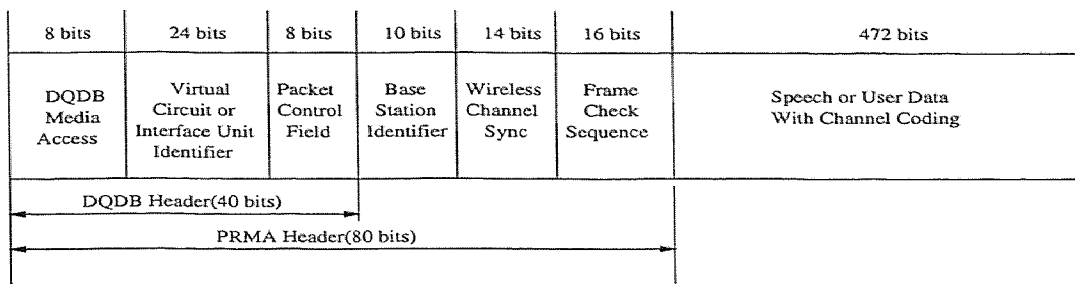 8 bits 24 bits 8 bits 10 bits 14 bits 16 bits 472 bits
DQDB
Media
Access
Virtual
Circuit or
Interface Unit
Identifier
Packet
Control
Field
Base
Station
Identifier
Wireless
Channel
Sync
Frame
Check
Sequence
Speech or User Data
With Channel Coding
DQDB Header(40 bits)
PRMA Header(80 bits)